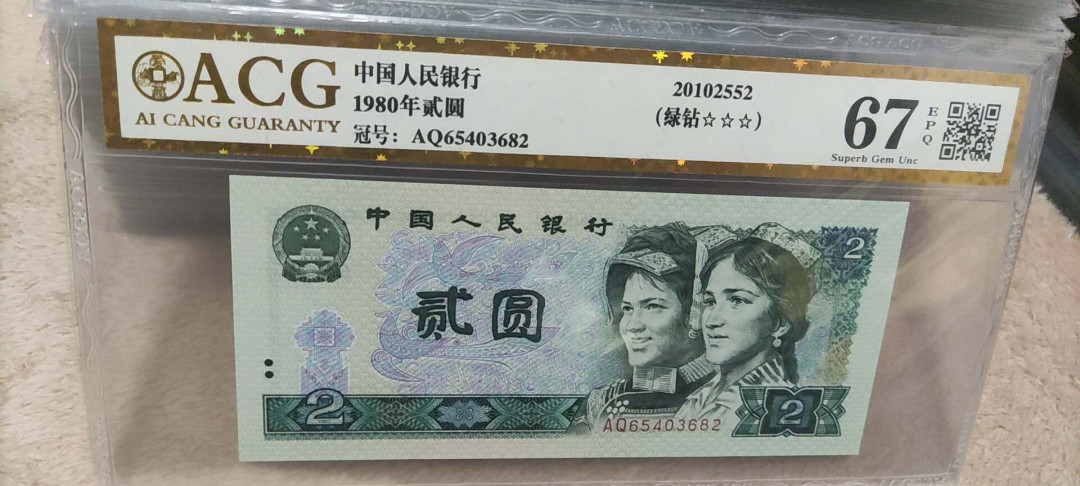 ACG
AI CANG GUARANTY
中国人民银行
1980年贰圆
冠号：AQ65403682
20102552
(绿钻☆☆☆)
67
EPQ
Superb Gem Unc
中国人民银行
贰圆
2
2
2
AQ65403682